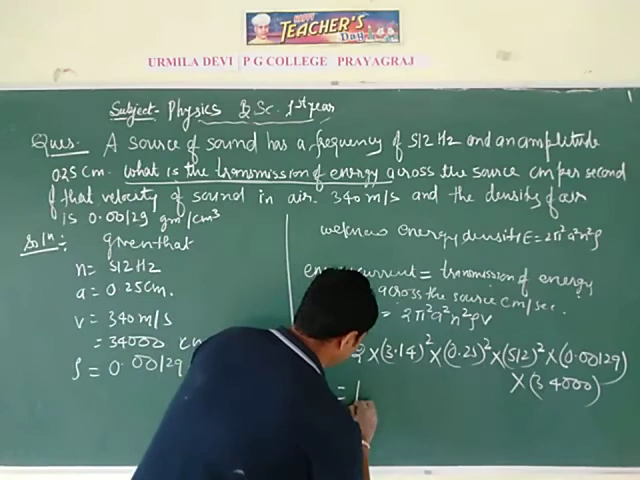 HAPPY
TEACHER'S
Day
URMILA DEVI P G COLLEGE PRAYAGRAJ
Subject- Physics B.Sc. 1st year
Ques. A source of sound has a frequency of 512 Hz and an amplitude
0.25 cm. what is the transmission of energy across the source cm per second
if that velocity of sound in air. 340 m/s and the density of air
is 0.00129 gm/cm³
Soln:- given that
n = 512 Hz
a = 0.25 cm.
v = 340 m/s
= 34000 cm
ρ = 0.00129
we know energy density E = 2π²a²n²ρ
energy current = transmission of energy
across the source cm/sec.
= 2π²a²n²ρv
2 × (3.14)² × (0.25)² × (512)² × (0.00129)
× (34000)
=